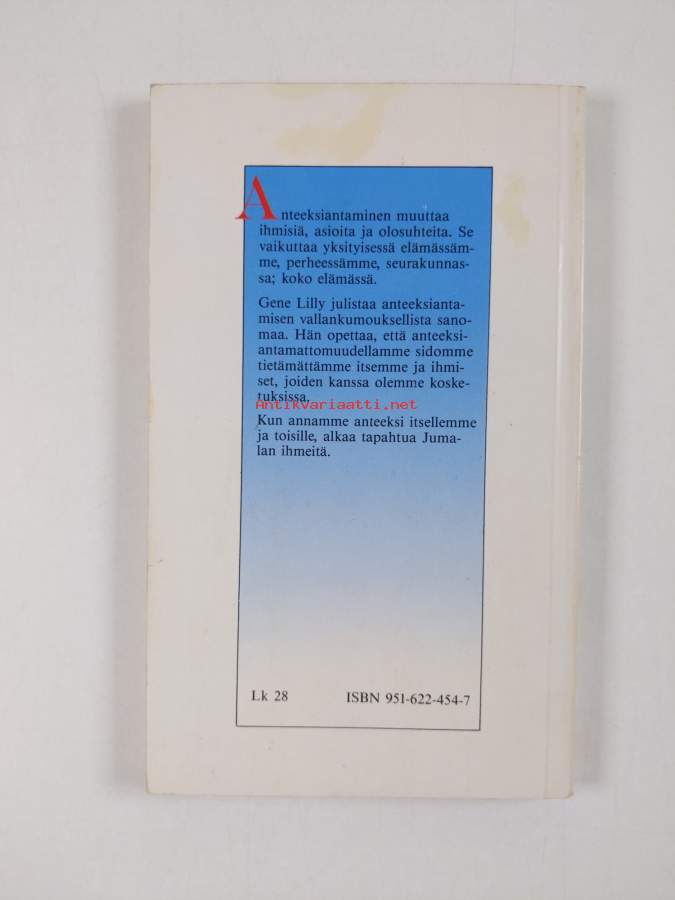 Anteeksiantaminen muuttaa
ihmisiä, asioita ja olosuhteita. Se
vaikuttaa yksityisessä elämässäm-
me, perheessämme, seurakunnas-
sa; koko elämässä.
Gene Lilly julistaa anteeksianta-
misen vallankumouksellista sano-
maa. Hän opettaa, että anteeksi-
antamattomuudellamme sidomme
tietämättämme itsemme ja ihmi-
set, joiden kanssa olemme koske-
tuksissa.
Antikvariaatti.net
Kun annamme anteeksi itsellemme
ja toisille, alkaa tapahtua Juma-
lan ihmeitä.
Lk 28 ISBN 951-622-454-7